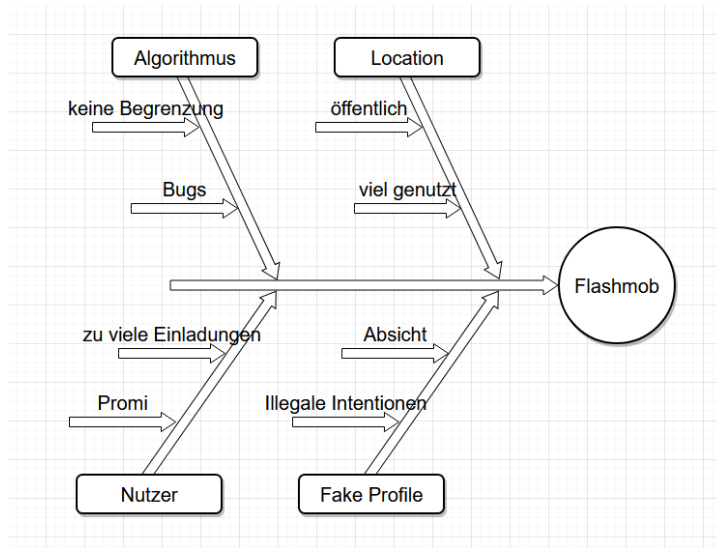 Algorithmus
Location
keine Begrenzung
öffentlich
Bugs
viel genutzt
Flashmob
zu viele Einladungen
Absicht
Promi
Illegale Intentionen
Nutzer
Fake Profile